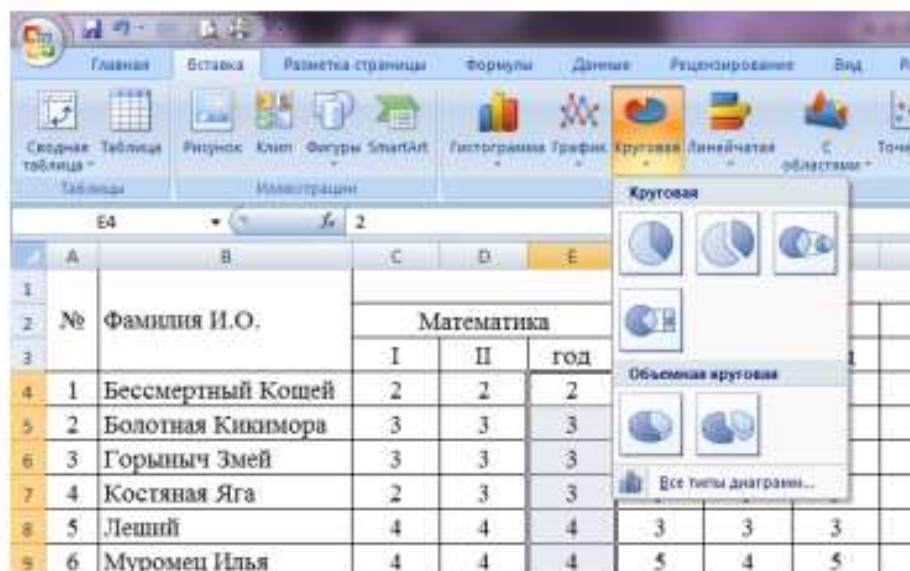 Главная Вставка Разметка страницы Формулы Данные Рецензирование Вид
Сводная таблица Таблица Рисунок Клип Фигуры SmartArt Гистограмма График Круговая Линейчатая С областями
Таблицы Иллюстрации
Круговая
E4 fx 2
A B C D E
1
2 № Фамилия И.О. Математика
3 I II год
Объемная круговая
4 1 Бессмертный Кощей 2 2 2
5 2 Болотная Кикимора 3 3 3
6 3 Горыныч Змей 3 3 3
7 4 Костяная Яга 2 3 3
Все типы диаграмм...
8 5 Леший 4 4 4 3 3 3
9 6 Муромец Илья 4 4 4 5 4 5